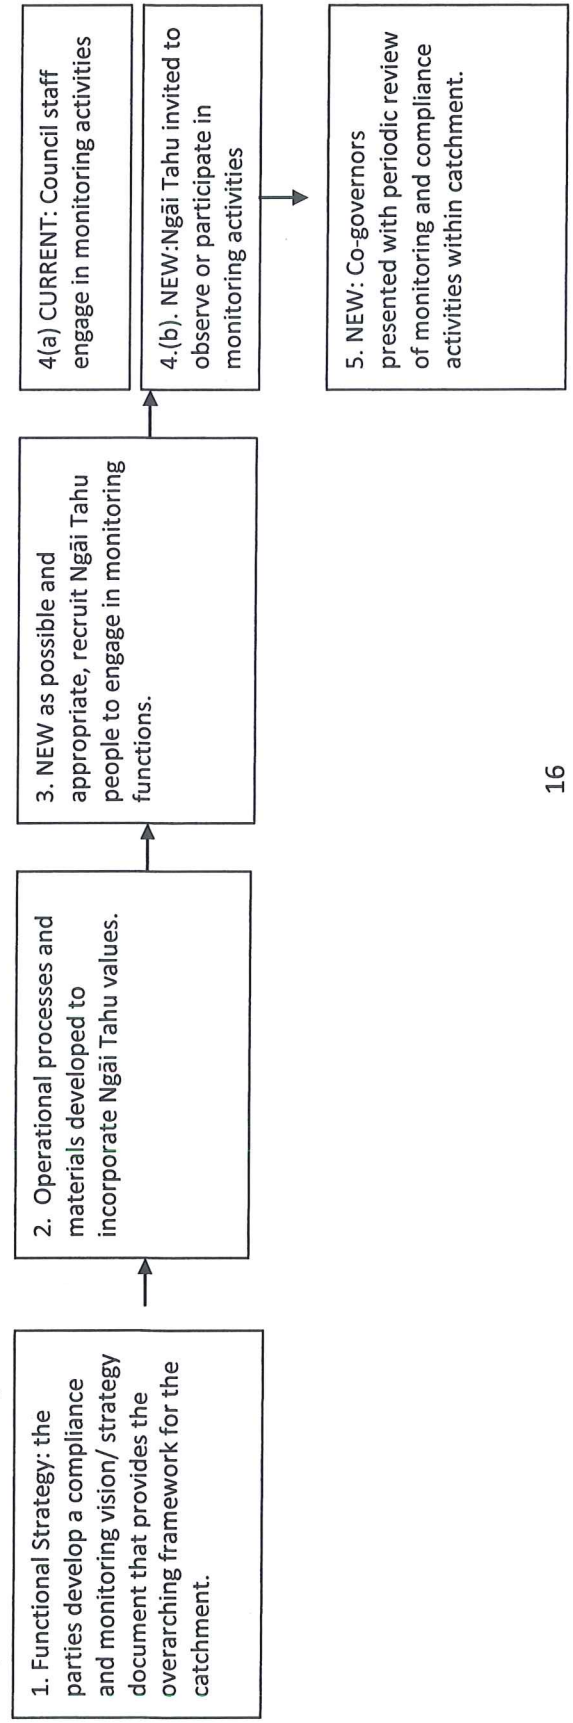 1. Functional Strategy: the
parties develop a compliance
and monitoring vision/ strategy
document that provides the
overarching framework for the
catchment.
2. Operational processes and
materials developed to
incorporate Ngāi Tahu values.
3. NEW as possible and
appropriate, recruit Ngāi Tahu
people to engage in monitoring
functions.
4(a) CURRENT: Council staff
engage in monitoring activities
4.(b). NEW:Ngāi Tahu invited to
observe or participate in
monitoring activities
5. NEW: Co-governors
presented with periodic review
of monitoring and compliance
activities within catchment.
16